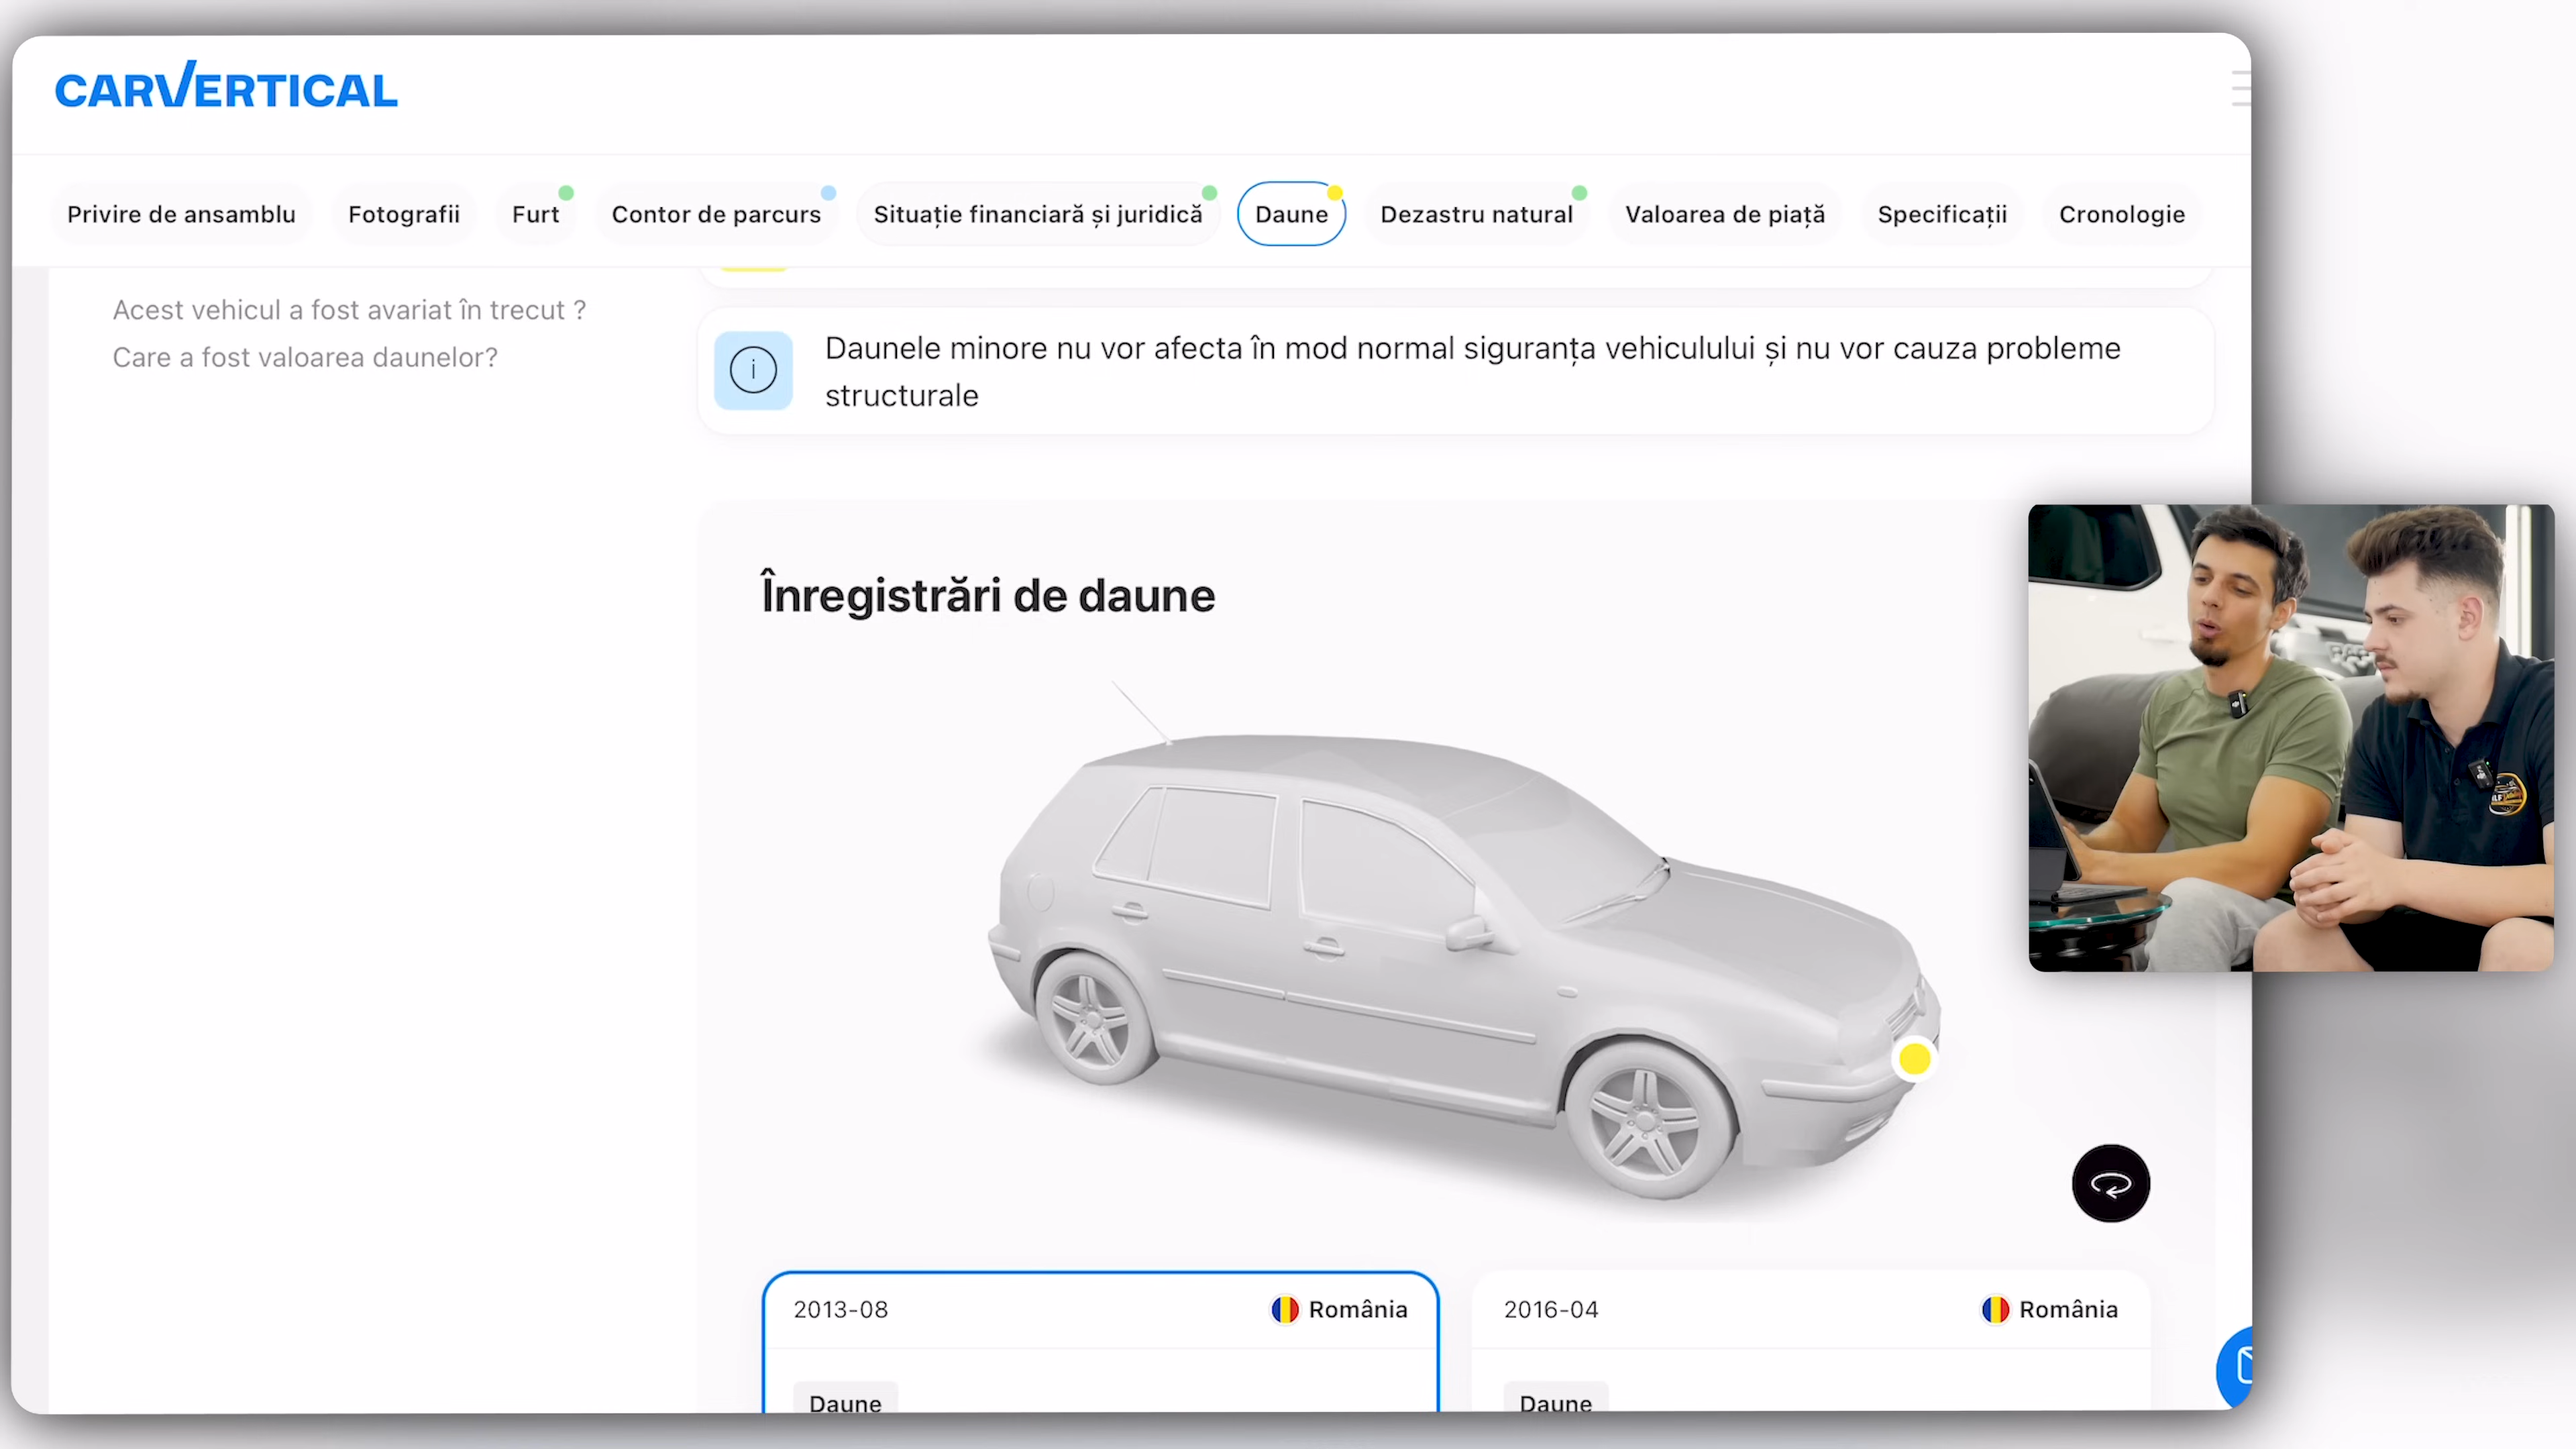 CARVERTICAL
Privire de ansamblu
Fotografii
Furt
Contor de parcurs
Situație financiară și juridică
Daune
Dezastru natural
Valoarea de piață
Specificații
Cronologie
Acest vehicul a fost avariat în trecut ?
Care a fost valoarea daunelor?
Daunele minore nu vor afecta în mod normal siguranța vehiculului și nu vor cauza probleme
structurale
Înregistrări de daune
2013-08
România
Daune
2016-04
România
Daune